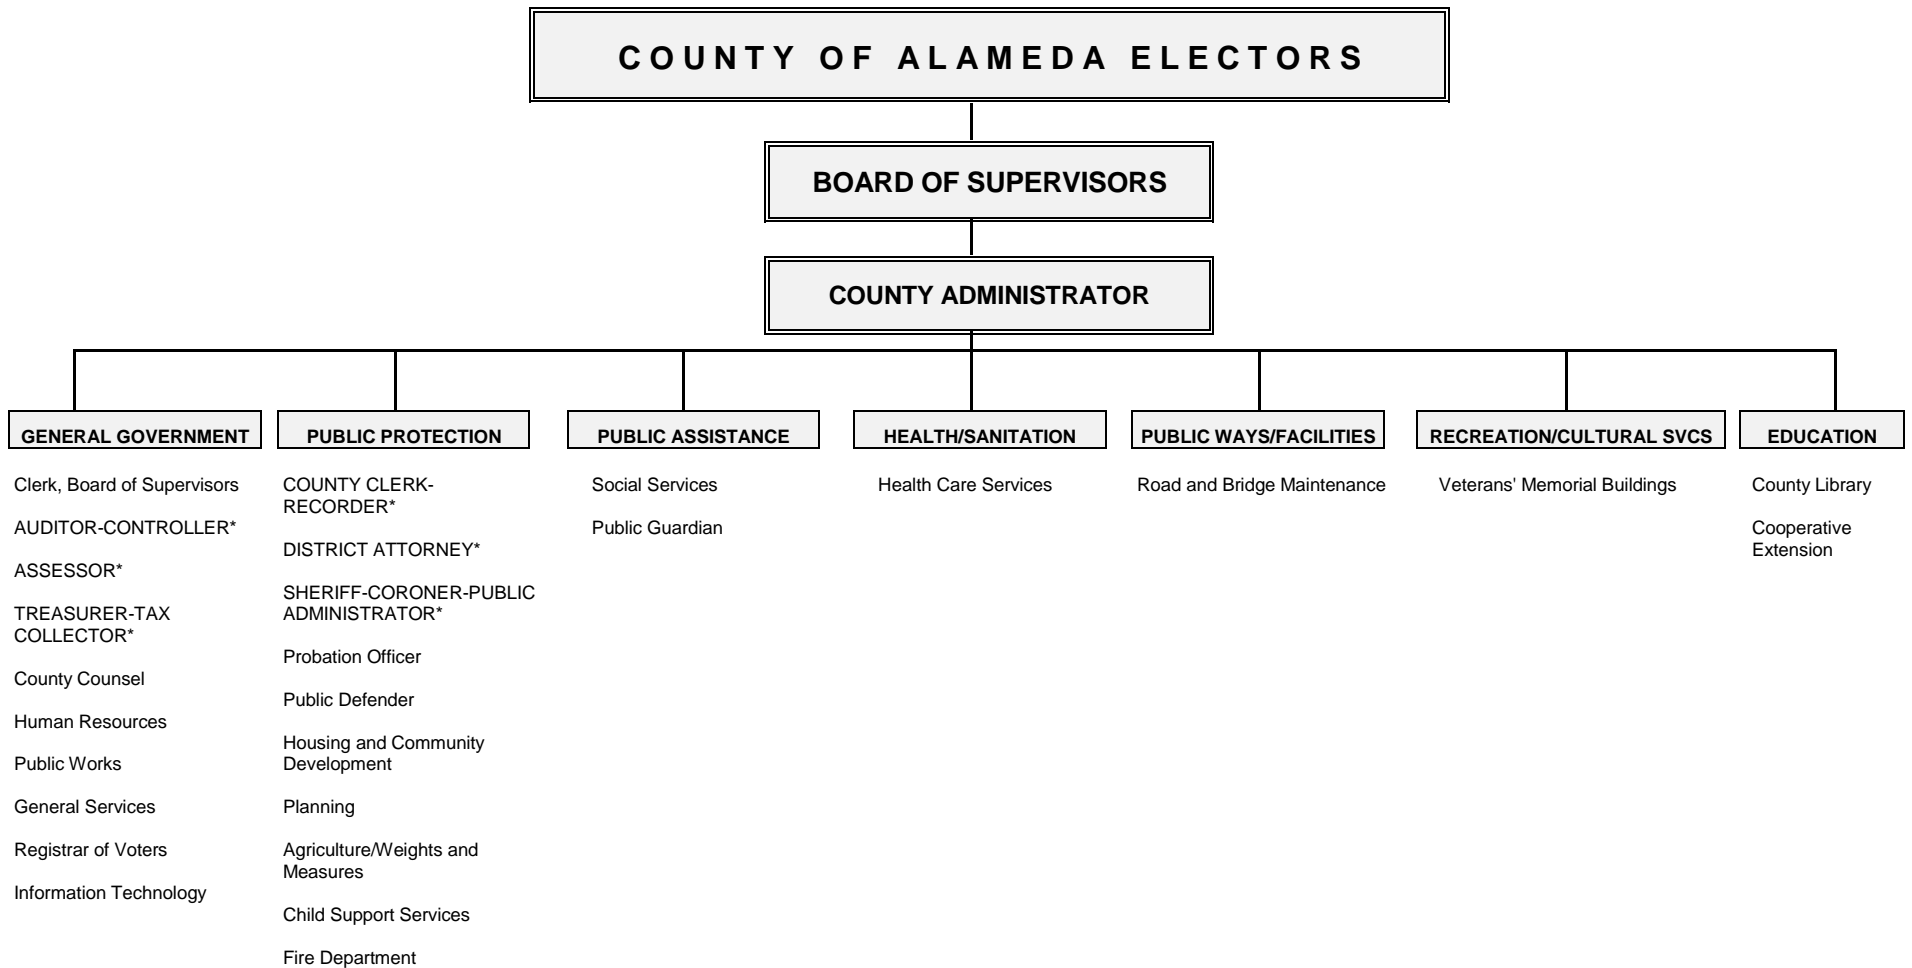 COUNTY OF ALAMEDA ELECTORS
BOARD OF SUPERVISORS
COUNTY ADMINISTRATOR
GENERAL GOVERNMENT
Clerk, Board of Supervisors
AUDITOR-CONTROLLER*
ASSESSOR*
TREASURER-TAX
COLLECTOR*
County Counsel
Human Resources
Public Works
General Services
Registrar of Voters
Information Technology
PUBLIC PROTECTION
COUNTY CLERK-
RECORDER*
DISTRICT ATTORNEY*
SHERIFF-CORONER-PUBLIC
ADMINISTRATOR*
Probation Officer
Public Defender
Housing and Community
Development
Planning
Agriculture/Weights and
Measures
Child Support Services
Fire Department
PUBLIC ASSISTANCE
Social Services
Public Guardian
HEALTH/SANITATION
Health Care Services
PUBLIC WAYS/FACILITIES
Road and Bridge Maintenance
RECREATION/CULTURAL SVCS
Veterans' Memorial Buildings
EDUCATION
County Library
Cooperative
Extension